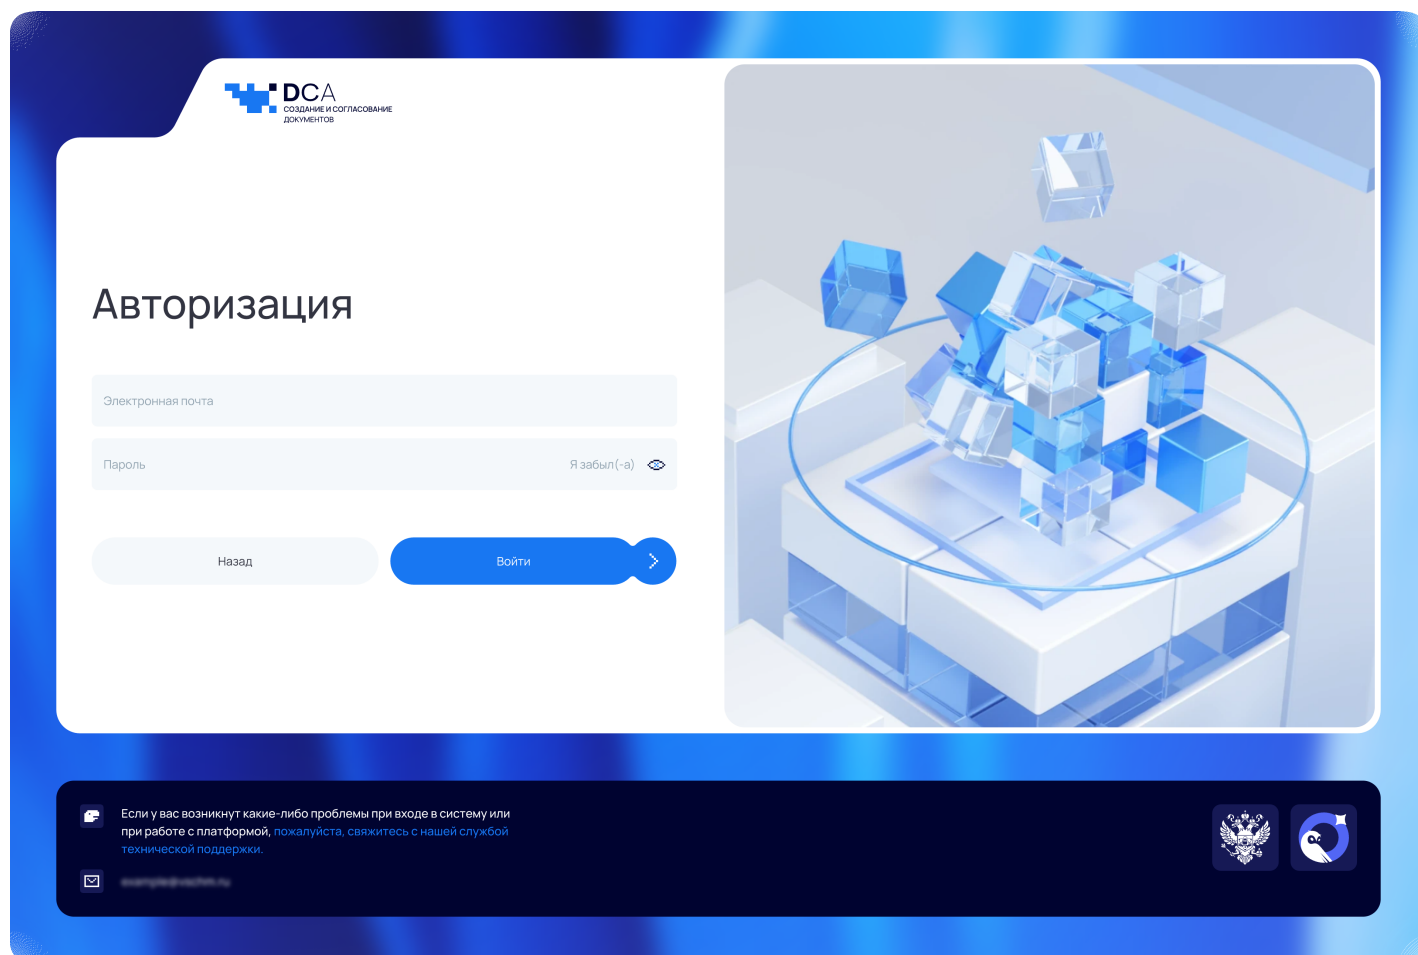 DCA
СОЗДАНИЕ И СОГЛАСОВАНИЕ
ДОКУМЕНТОВ
Авторизация
Электронная почта
Пароль
Я забыл(-а)
Назад
Войти
Если у вас возникнут какие-либо проблемы при входе в систему или
при работе с платформой, пожалуйста, свяжитесь с нашей службой
технической поддержки.